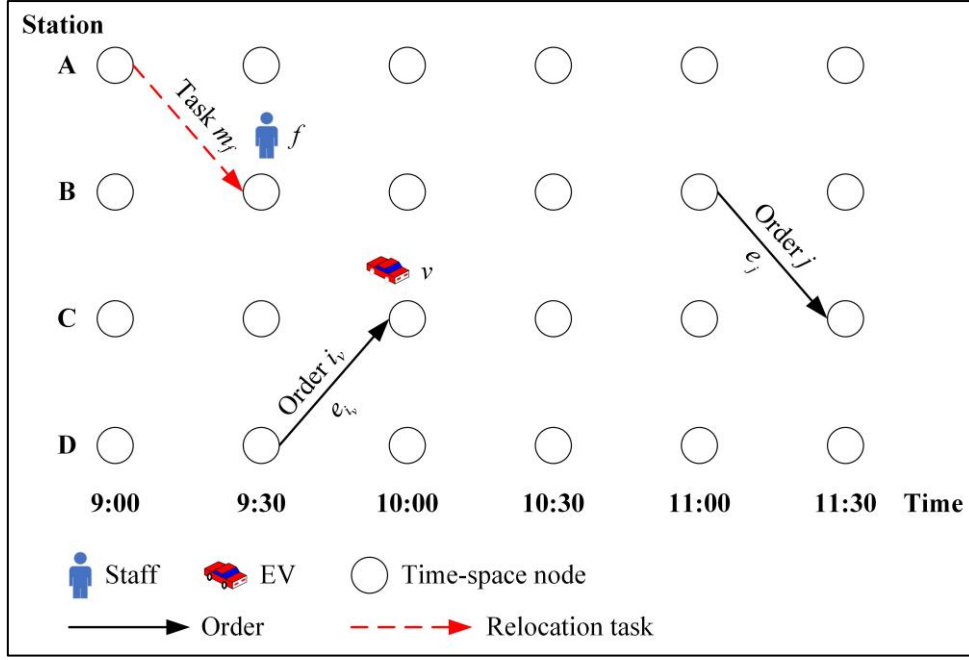 Station
A
Task m_f
f
B
Order j
e_j
v
C
Order i_v
e_{i_v}
D
9:00 9:30 10:00 10:30 11:00 11:30 Time
Staff EV Time-space node
Order Relocation task